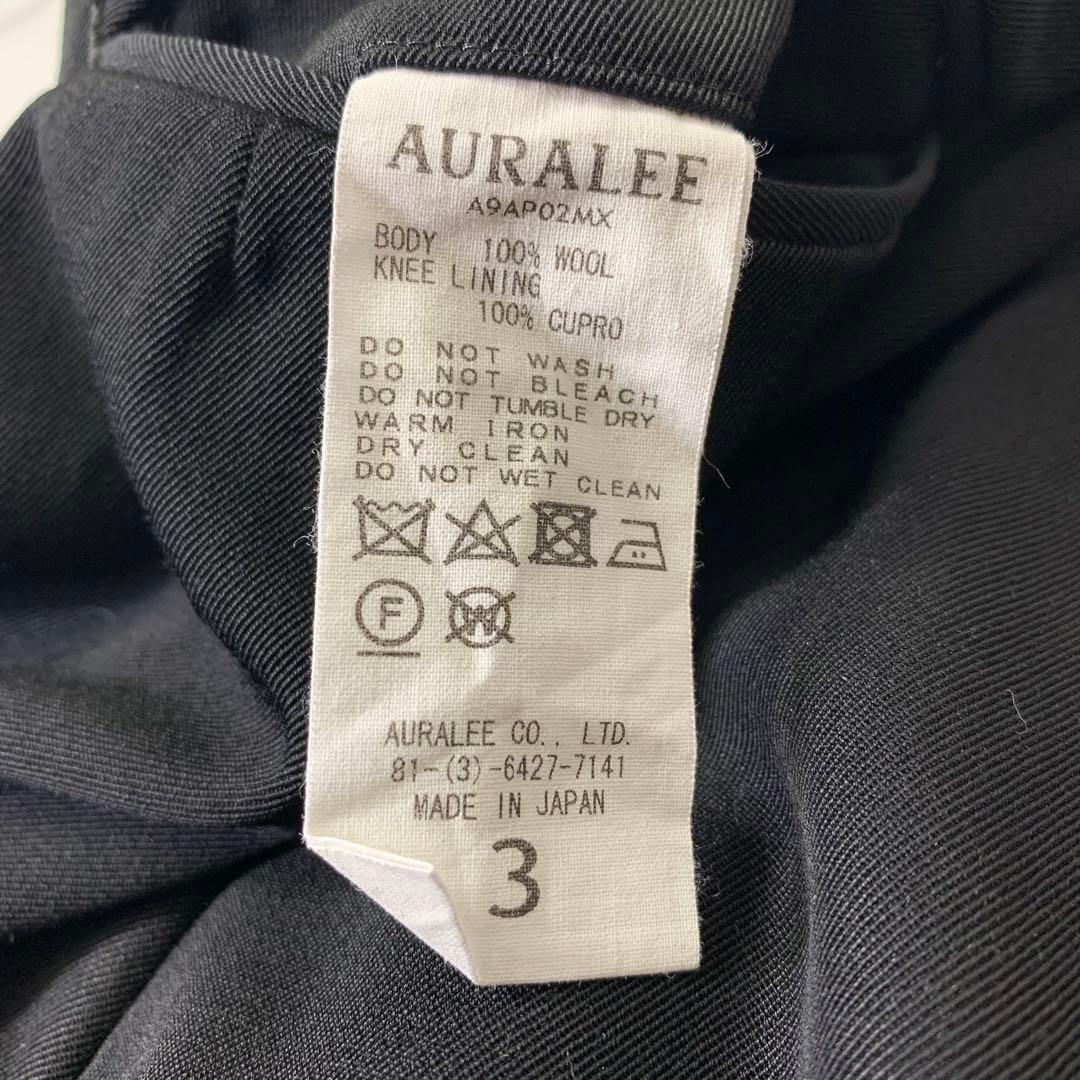 AURALEE
A9AP02MX
BODY 100% WOOL
KNEE LINING
100% CUPRO
DO NOT WASH
DO NOT BLEACH
DO NOT TUMBLE DRY
WARM IRON
DRY CLEAN
DO NOT WET CLEAN
F W
AURALEE CO., LTD.
81-(3)-6427-7141
MADE IN JAPAN
3